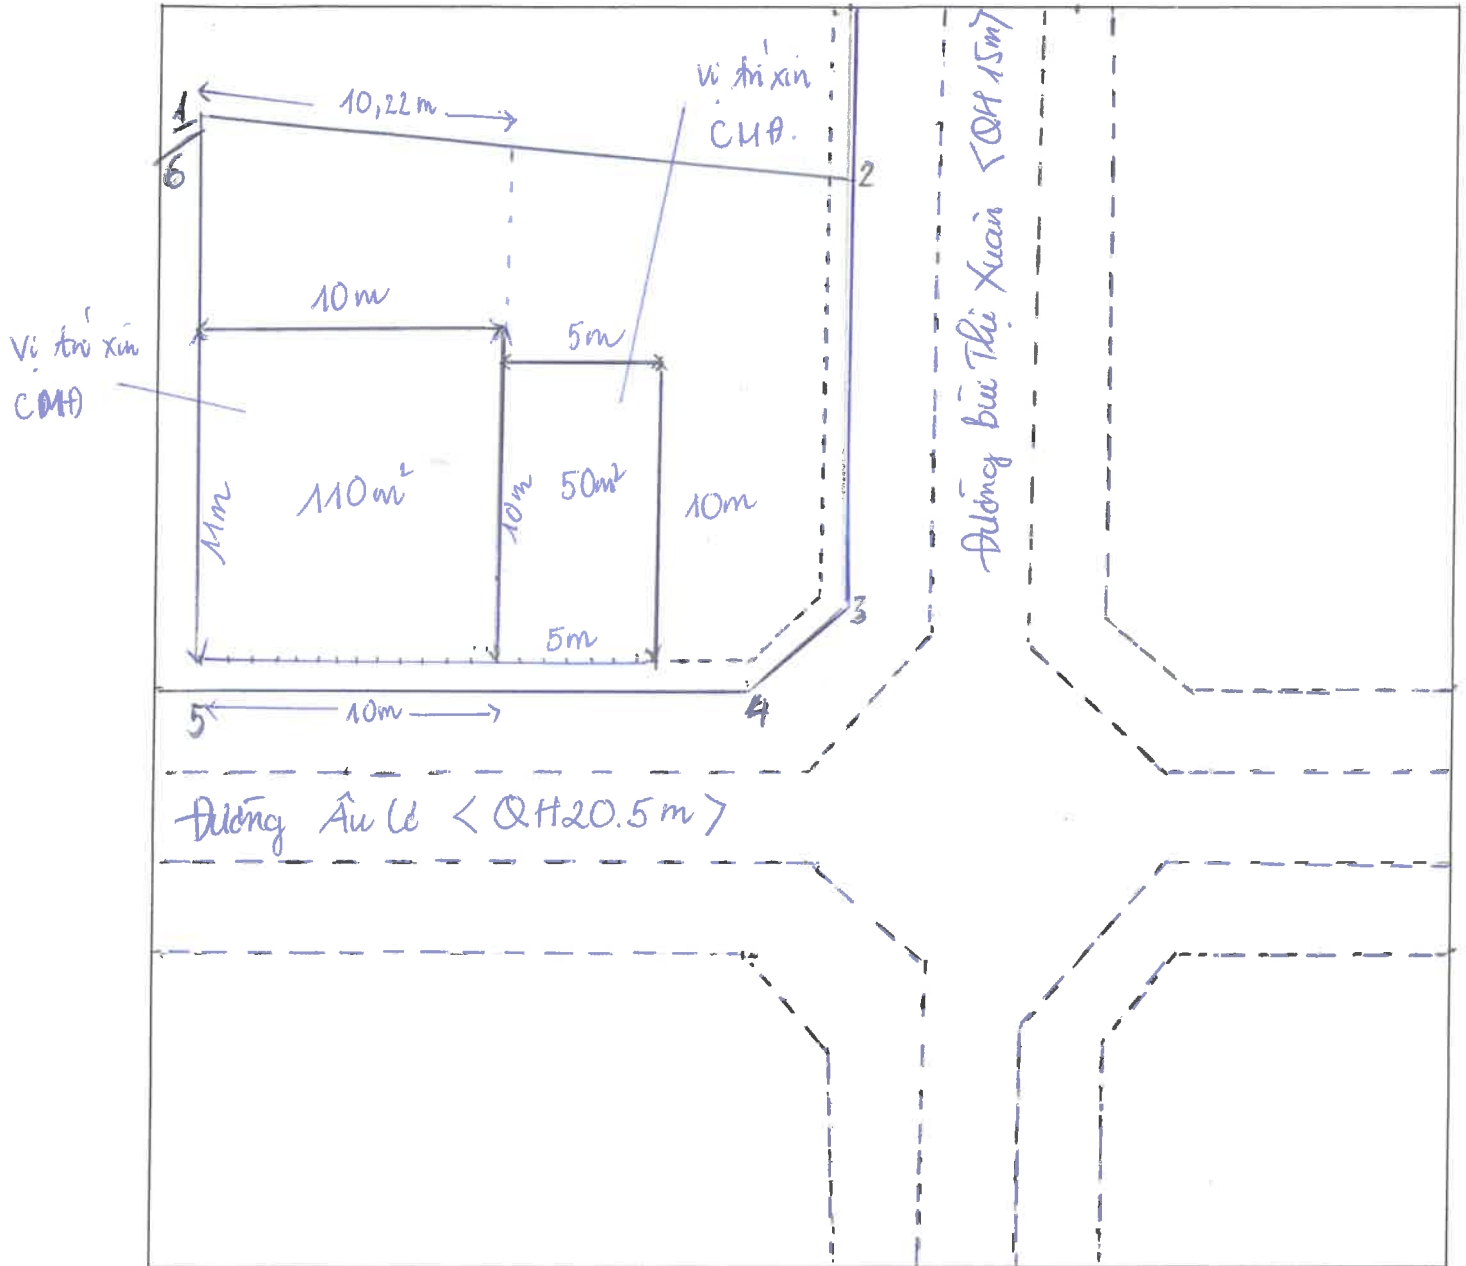 1
10,22m
Vị trí xin
CMĐ.
Đường Bùi Thị Xuân <QH 15m>
6
2
10m
5m
Vị trí xin
CMĐ
11m
110m²
10m
50m²
10m
5m
3
5
10m
4
Đường Âu Cơ <QH20.5m>